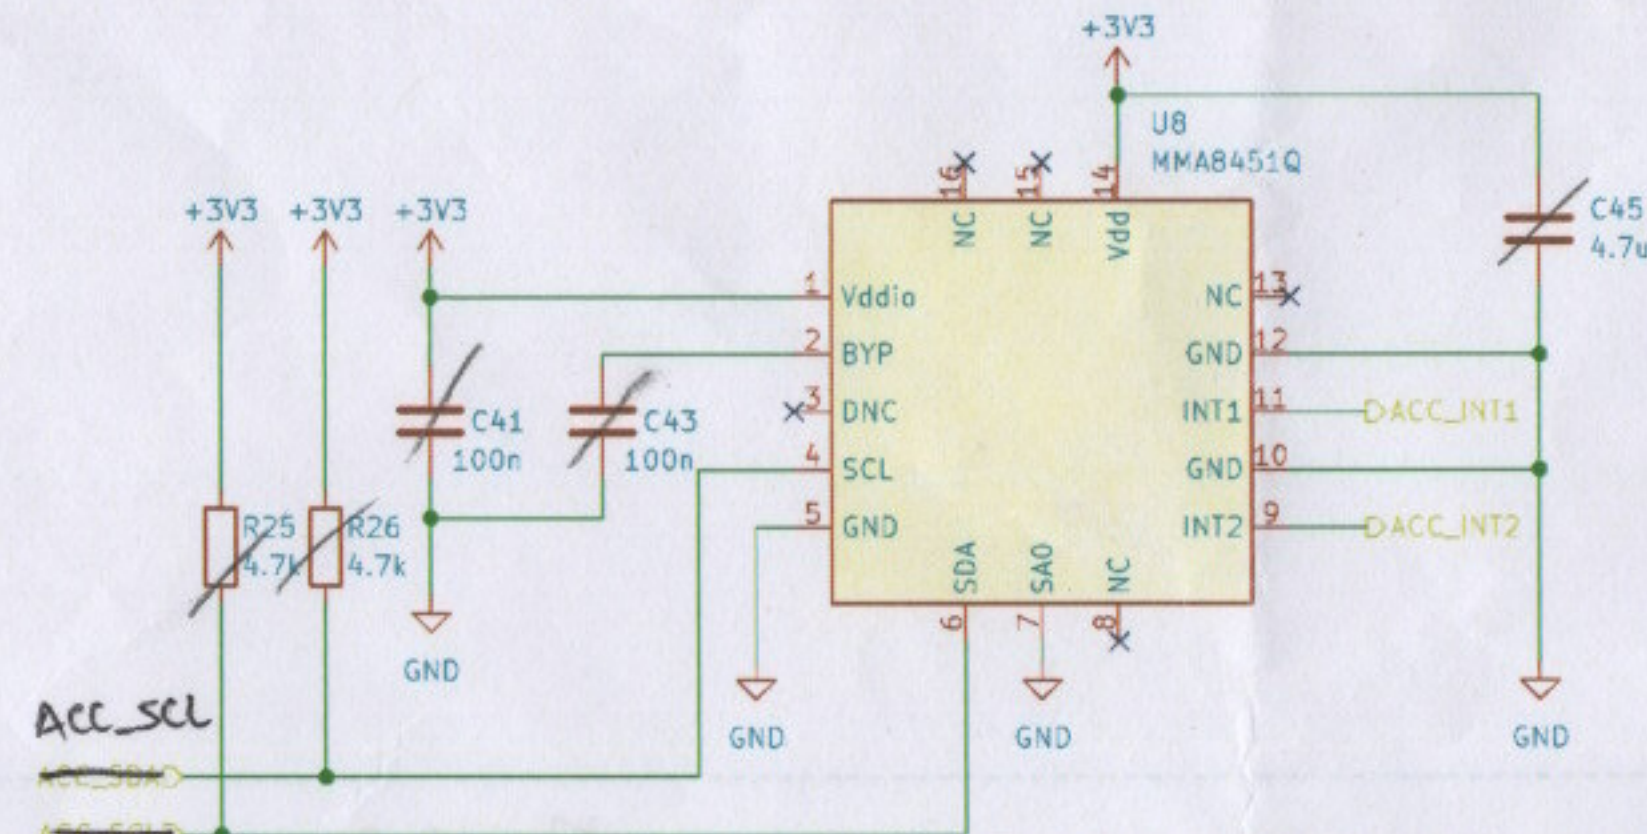 +3V3
U8
MMA8451Q
16 15 14
NC NC Vdd
+3V3 +3V3 +3V3
C45
4.7u
1 Vddio
NC 13
2 BYP
GND 12
3 DNC
INT1 11
ACC_INT1
C41
100n
C43
100n
4 SCL
GND 10
5 GND
INT2 9
ACC_INT2
R25
4.7k
R26
4.7k
SDA SA0 NC
6 7 8
GND
GND
GND
GND
ACC_SCL
ACC_SDA